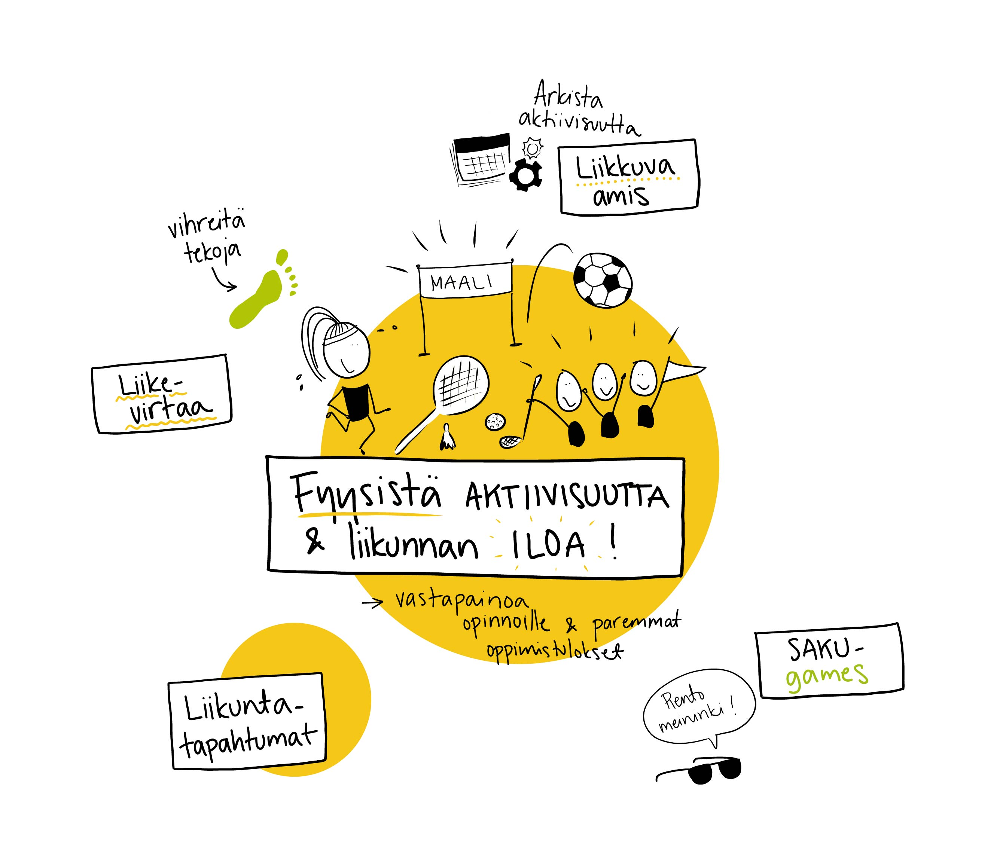 Arkista
aktiivisuutta
Liikkuva
amis
vihreitä
tekoja
MAALI
Liike-
virtaa
Fyysistä AKTIIVISUUTTA
& liikunnan ILOA!
vastapainoa
opinnoille & paremmat
oppimistulokset
SAKU-
games
Rento
meininki!
Liikunta-
tapahtumat